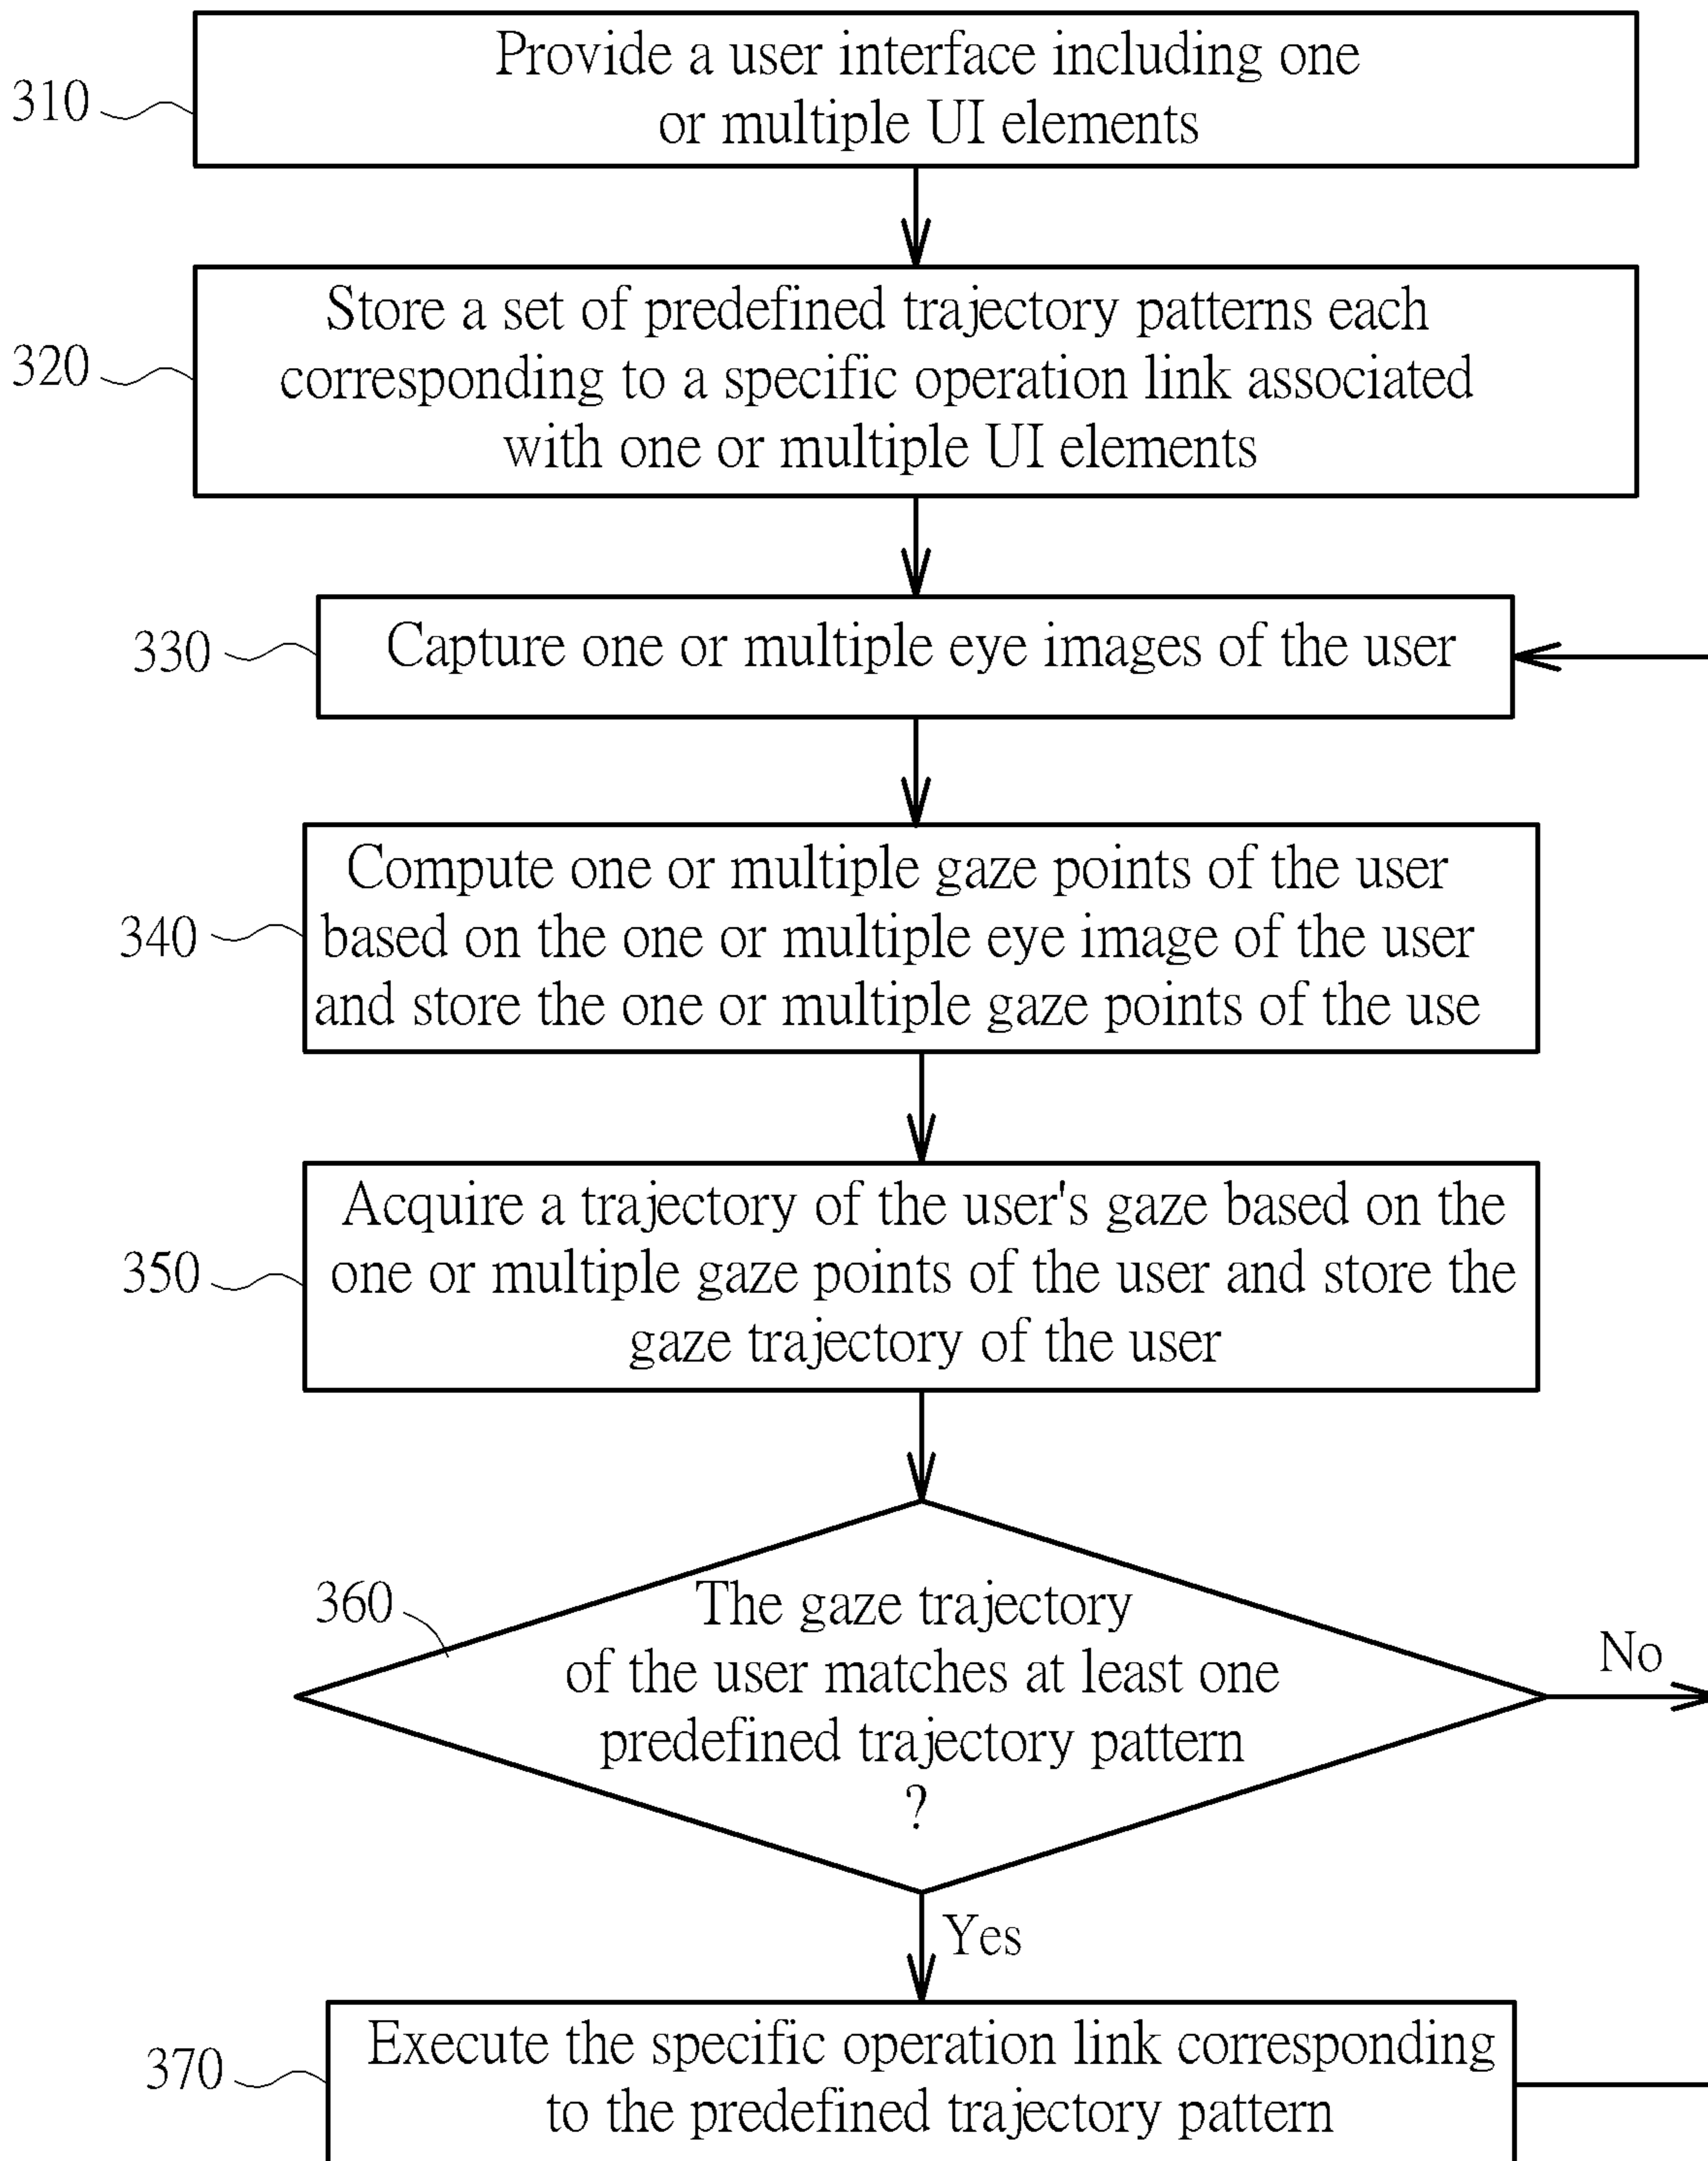 Provide a user interface including one
or multiple UI elements
310
Store a set of predefined trajectory patterns each
corresponding to a specific operation link associated
with one or multiple UI elements
320
Capture one or multiple eye images of the user
330
Compute one or multiple gaze points of the user
based on the one or multiple eye image of the user
and store the one or multiple gaze points of the use
340
Acquire a trajectory of the user's gaze based on the
one or multiple gaze points of the user and store the
gaze trajectory of the user
350
360
The gaze trajectory
of the user matches at least one
predefined trajectory pattern
?
No
Yes
Execute the specific operation link corresponding
to the predefined trajectory pattern
370